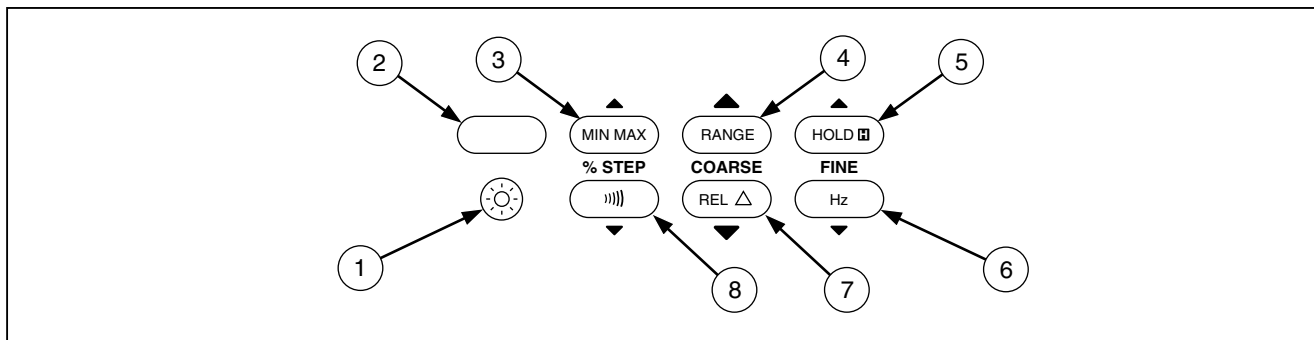 2 3 4 5
MIN MAX RANGE HOLD H
% STEP COARSE FINE
REL △ Hz
1 8 7 6